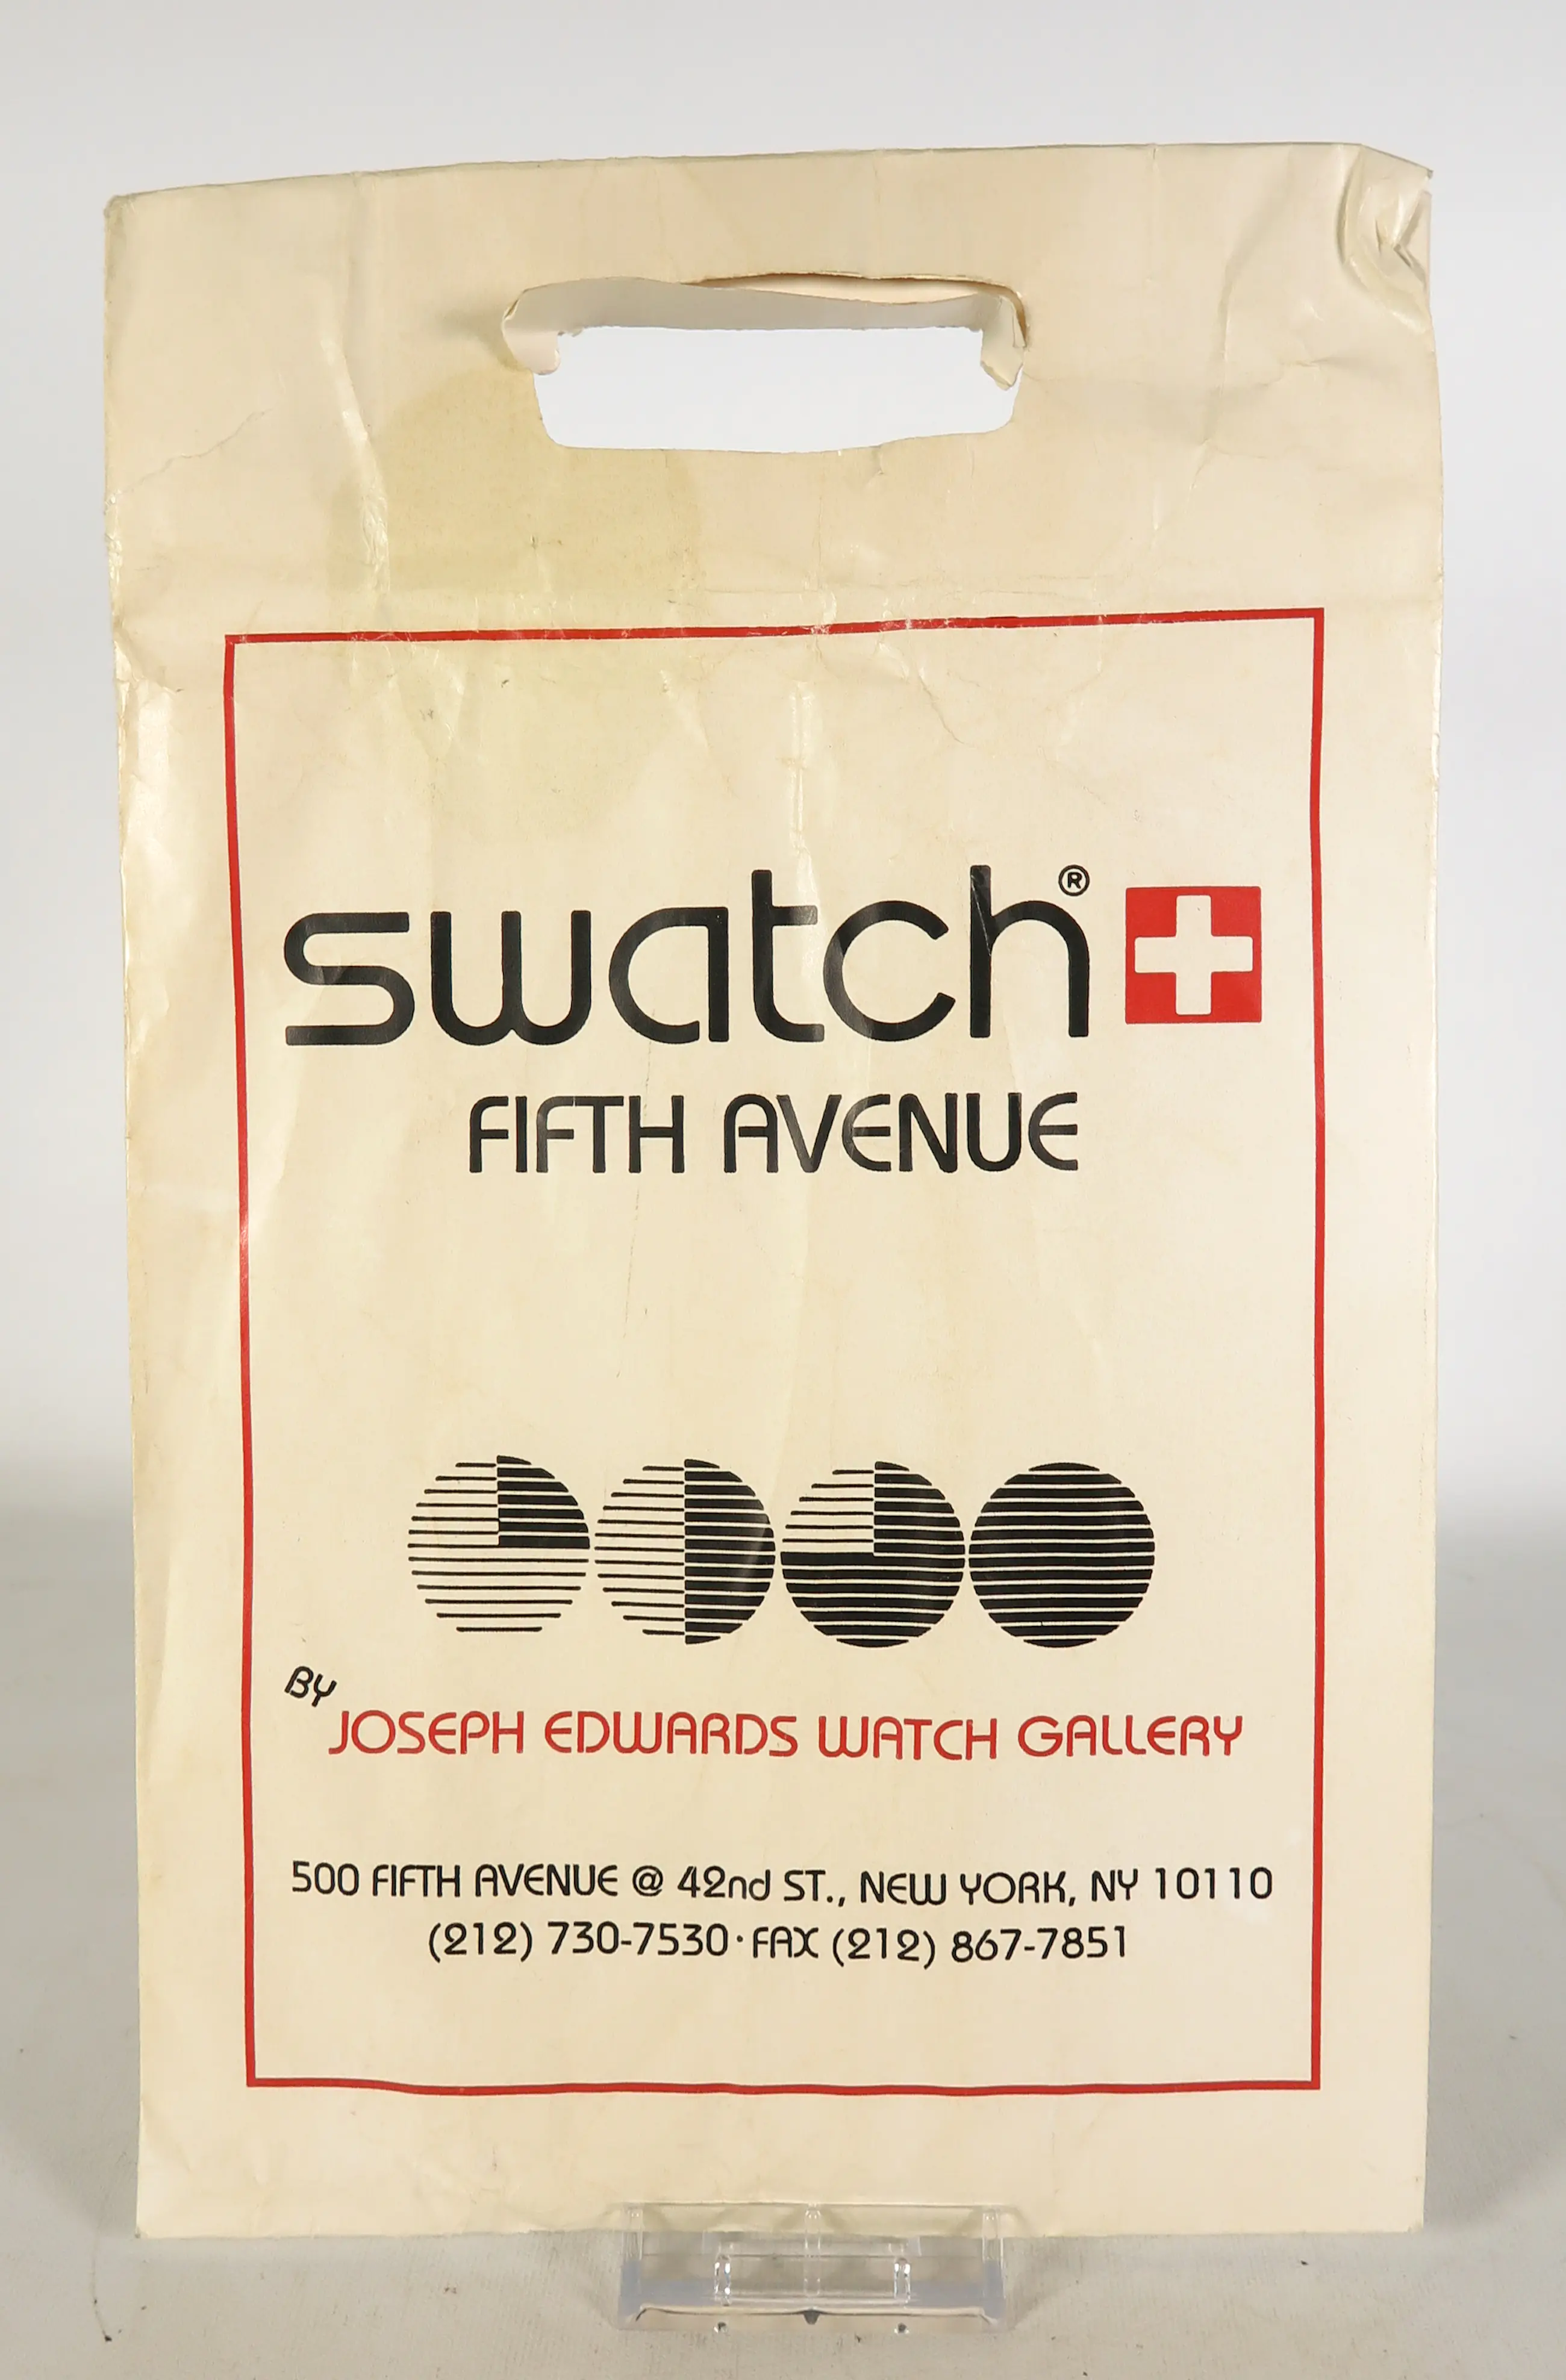 swatch®
FIFTH AVENUE
BY
JOSEPH EDWARDS WATCH GALLERY
500 FIFTH AVENUE @ 42nd ST., NEW YORK, NY 10110
(212) 730-7530 · FAX (212) 867-7851